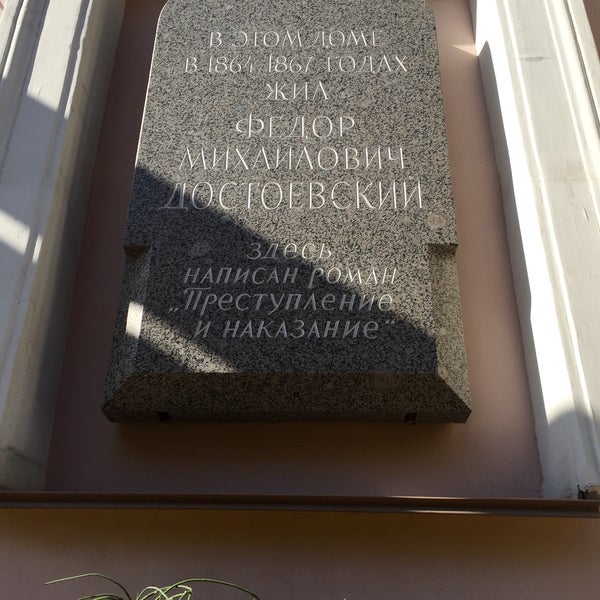 В ЭТОМ ДОМЕ
В 1864-1867 ГОДАХ
ЖИЛ
ФЕДОР
МИХАЙЛОВИЧ
ДОСТОЕВСКИЙ
ЗДЕСЬ
НАПИСАН РОМАН
„Преступление
и наказание"